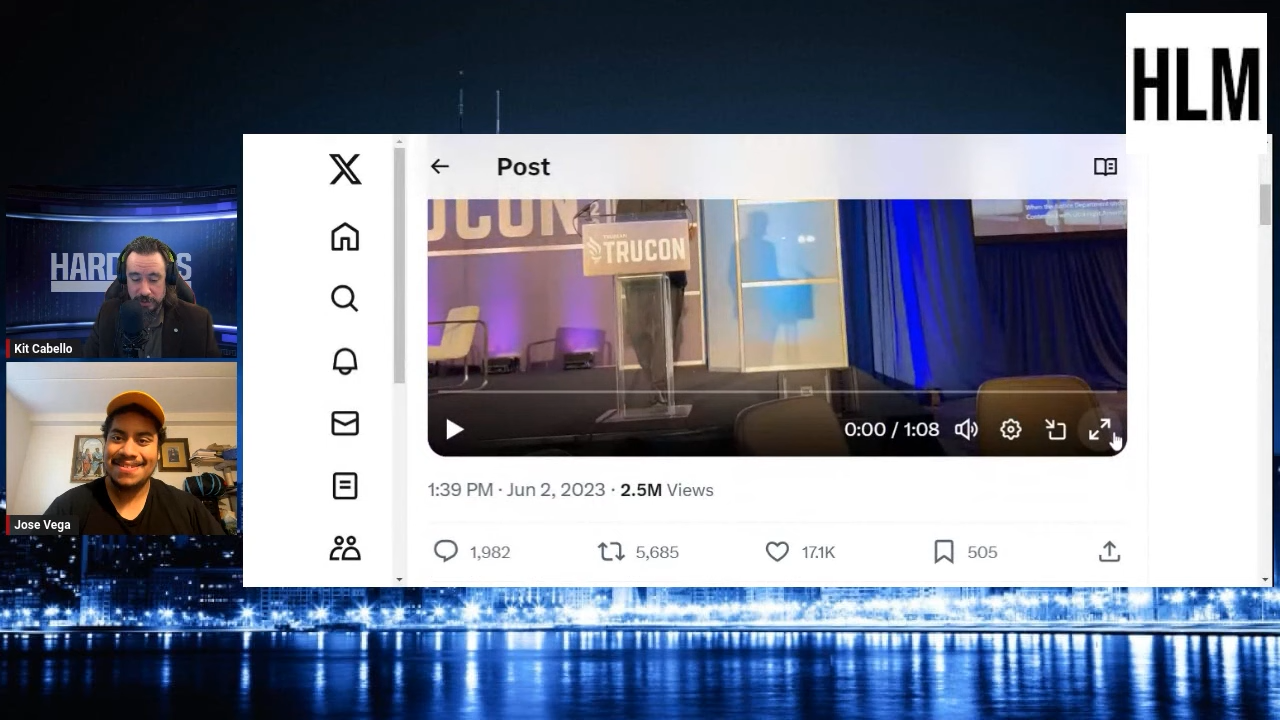 HLM
Post
UCON
TRUCON
HARD
S
Kit Cabello
Jose Vega
0:00 / 1:08
1:39 PM · Jun 2, 2023 · 2.5M Views
1,982
5,685
17.1K
505